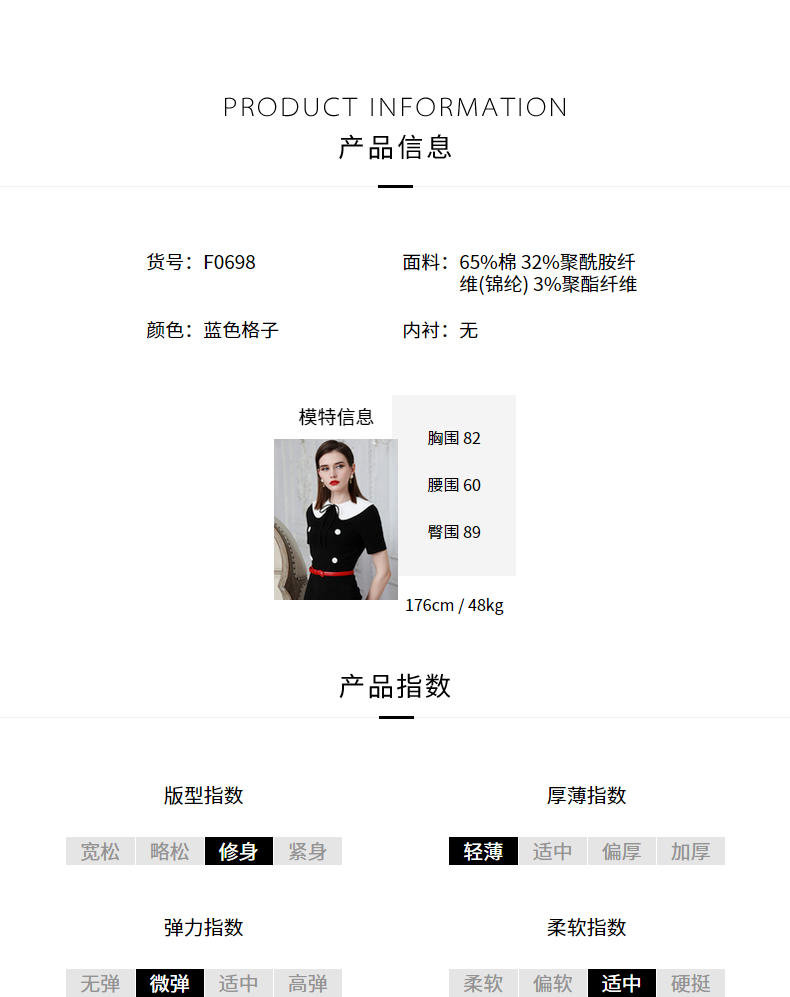 PRODUCT INFORMATION
产品信息
货号：F0698
面料：65%棉 32%聚酰胺纤
维(锦纶) 3%聚酯纤维
颜色：蓝色格子
内衬：无
模特信息
胸围 82
腰围 60
臀围 89
176cm / 48kg
产品指数
版型指数
厚薄指数
宽松 略松 修身 紧身
轻薄 适中 偏厚 加厚
弹力指数
柔软指数
无弹 微弹 适中 高弹
柔软 偏软 适中 硬挺